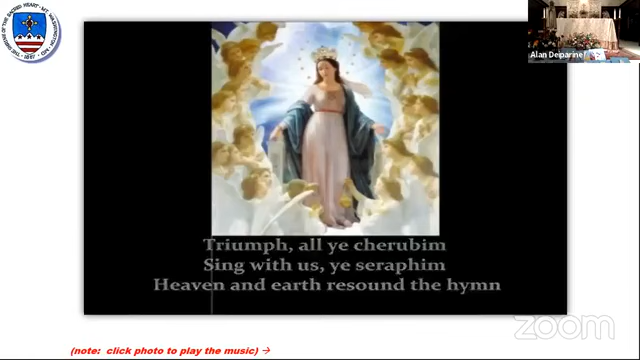 Alan Deiparine
Triumph, all ye cherubim
Sing with us, ye seraphim
Heaven and earth resound the hymn
zoom
(note:  click photo to play the music) →